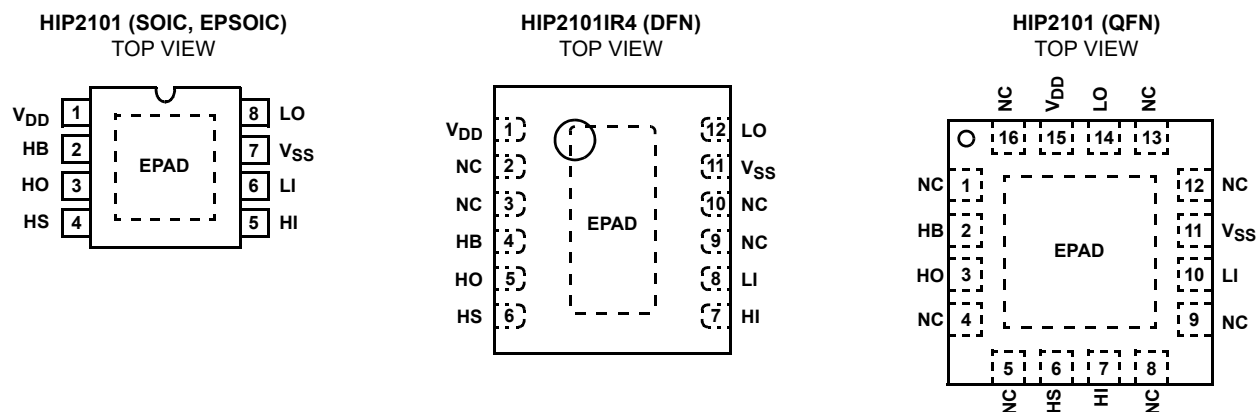 HIP2101 (SOIC, EPSOIC)
TOP VIEW
VDD 1
HB 2
HO 3
HS 4
EPAD
8 LO
7 VSS
6 LI
5 HI
HIP2101IR4 (DFN)
TOP VIEW
VDD 1
NC 2
NC 3
HB 4
HO 5
HS 6
EPAD
12 LO
11 VSS
10 NC
9 NC
8 LI
7 HI
HIP2101 (QFN)
TOP VIEW
NC VDD LO NC
16 15 14 13
NC 1
HB 2
HO 3
NC 4
EPAD
12 NC
11 VSS
10 LI
9 NC
5 6 7 8
NC HS HI NC